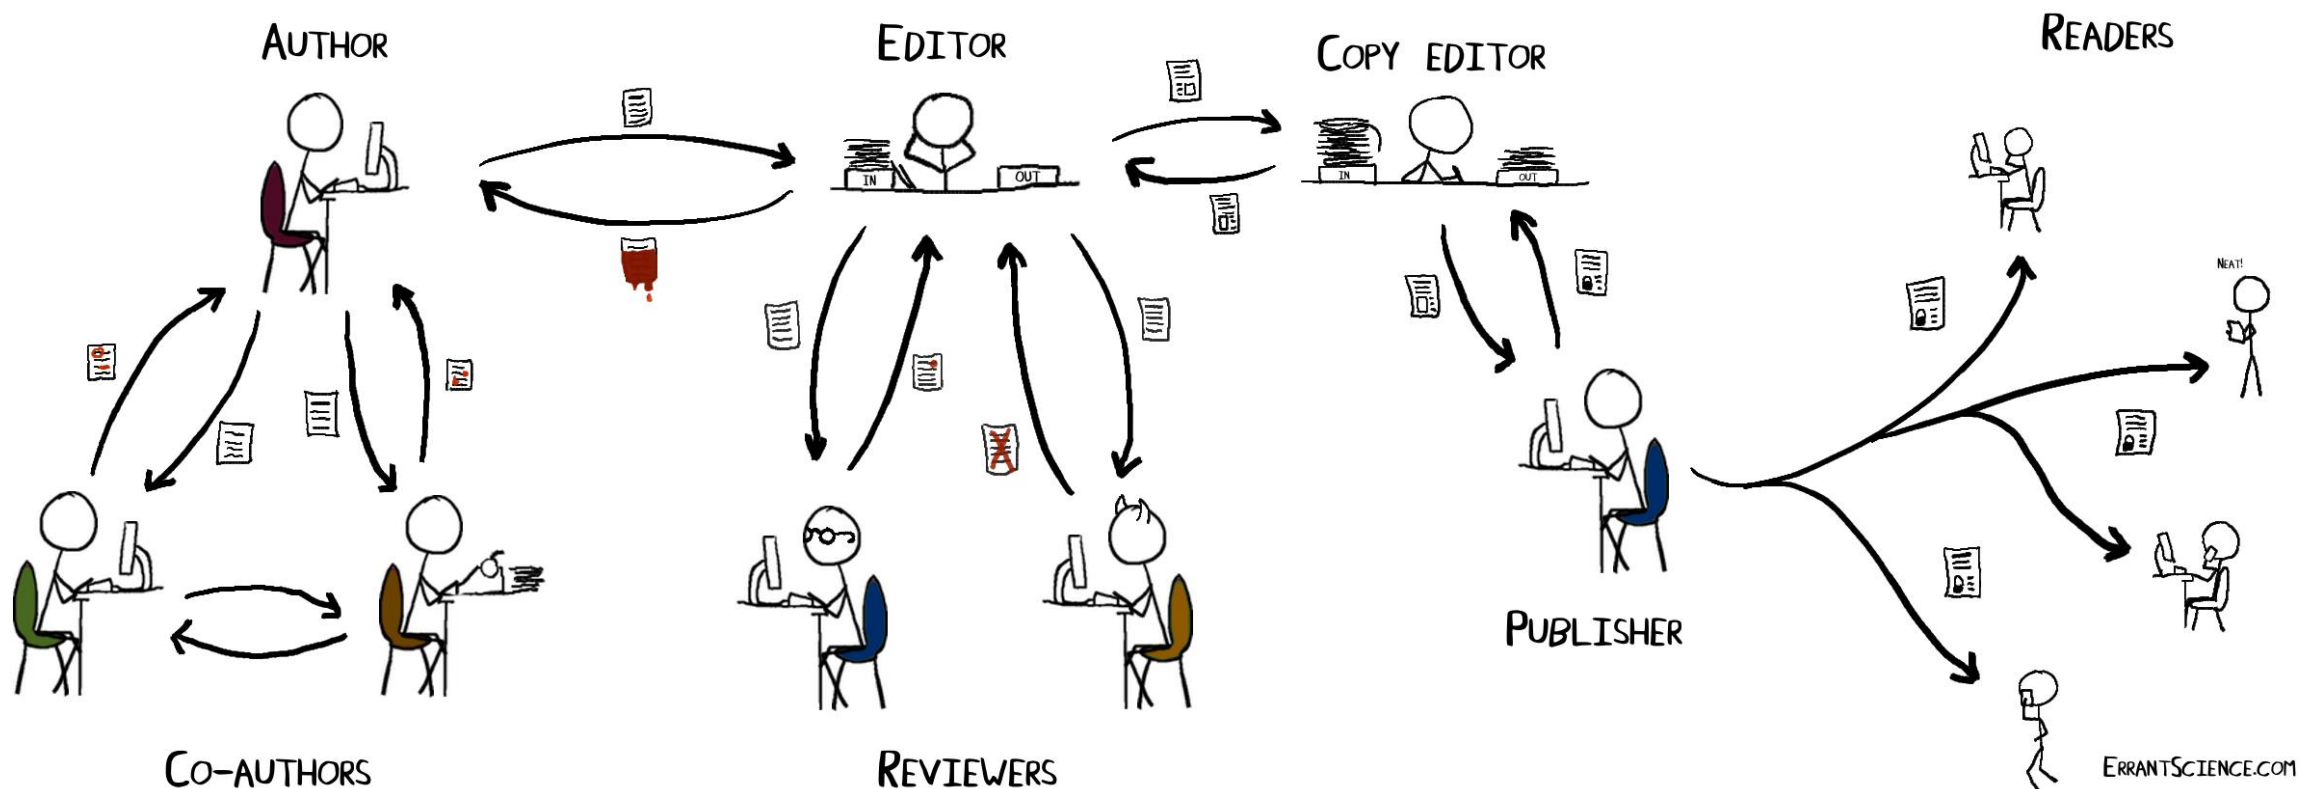 AUTHOR
EDITOR
COPY EDITOR
READERS
IN
OUT
IN
OUT
NEAT!
PUBLISHER
CO-AUTHORS
REVIEWERS
ERRANTSCIENCE.COM